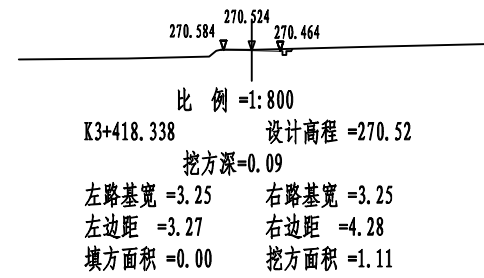 270.524
270.584 270.464
比 例 =1:800
K3+418.338 设计高程 =270.52
挖方深=0.09
左路基宽 =3.25 右路基宽 =3.25
左边距 =3.27 右边距 =4.28
填方面积 =0.00 挖方面积 =1.11